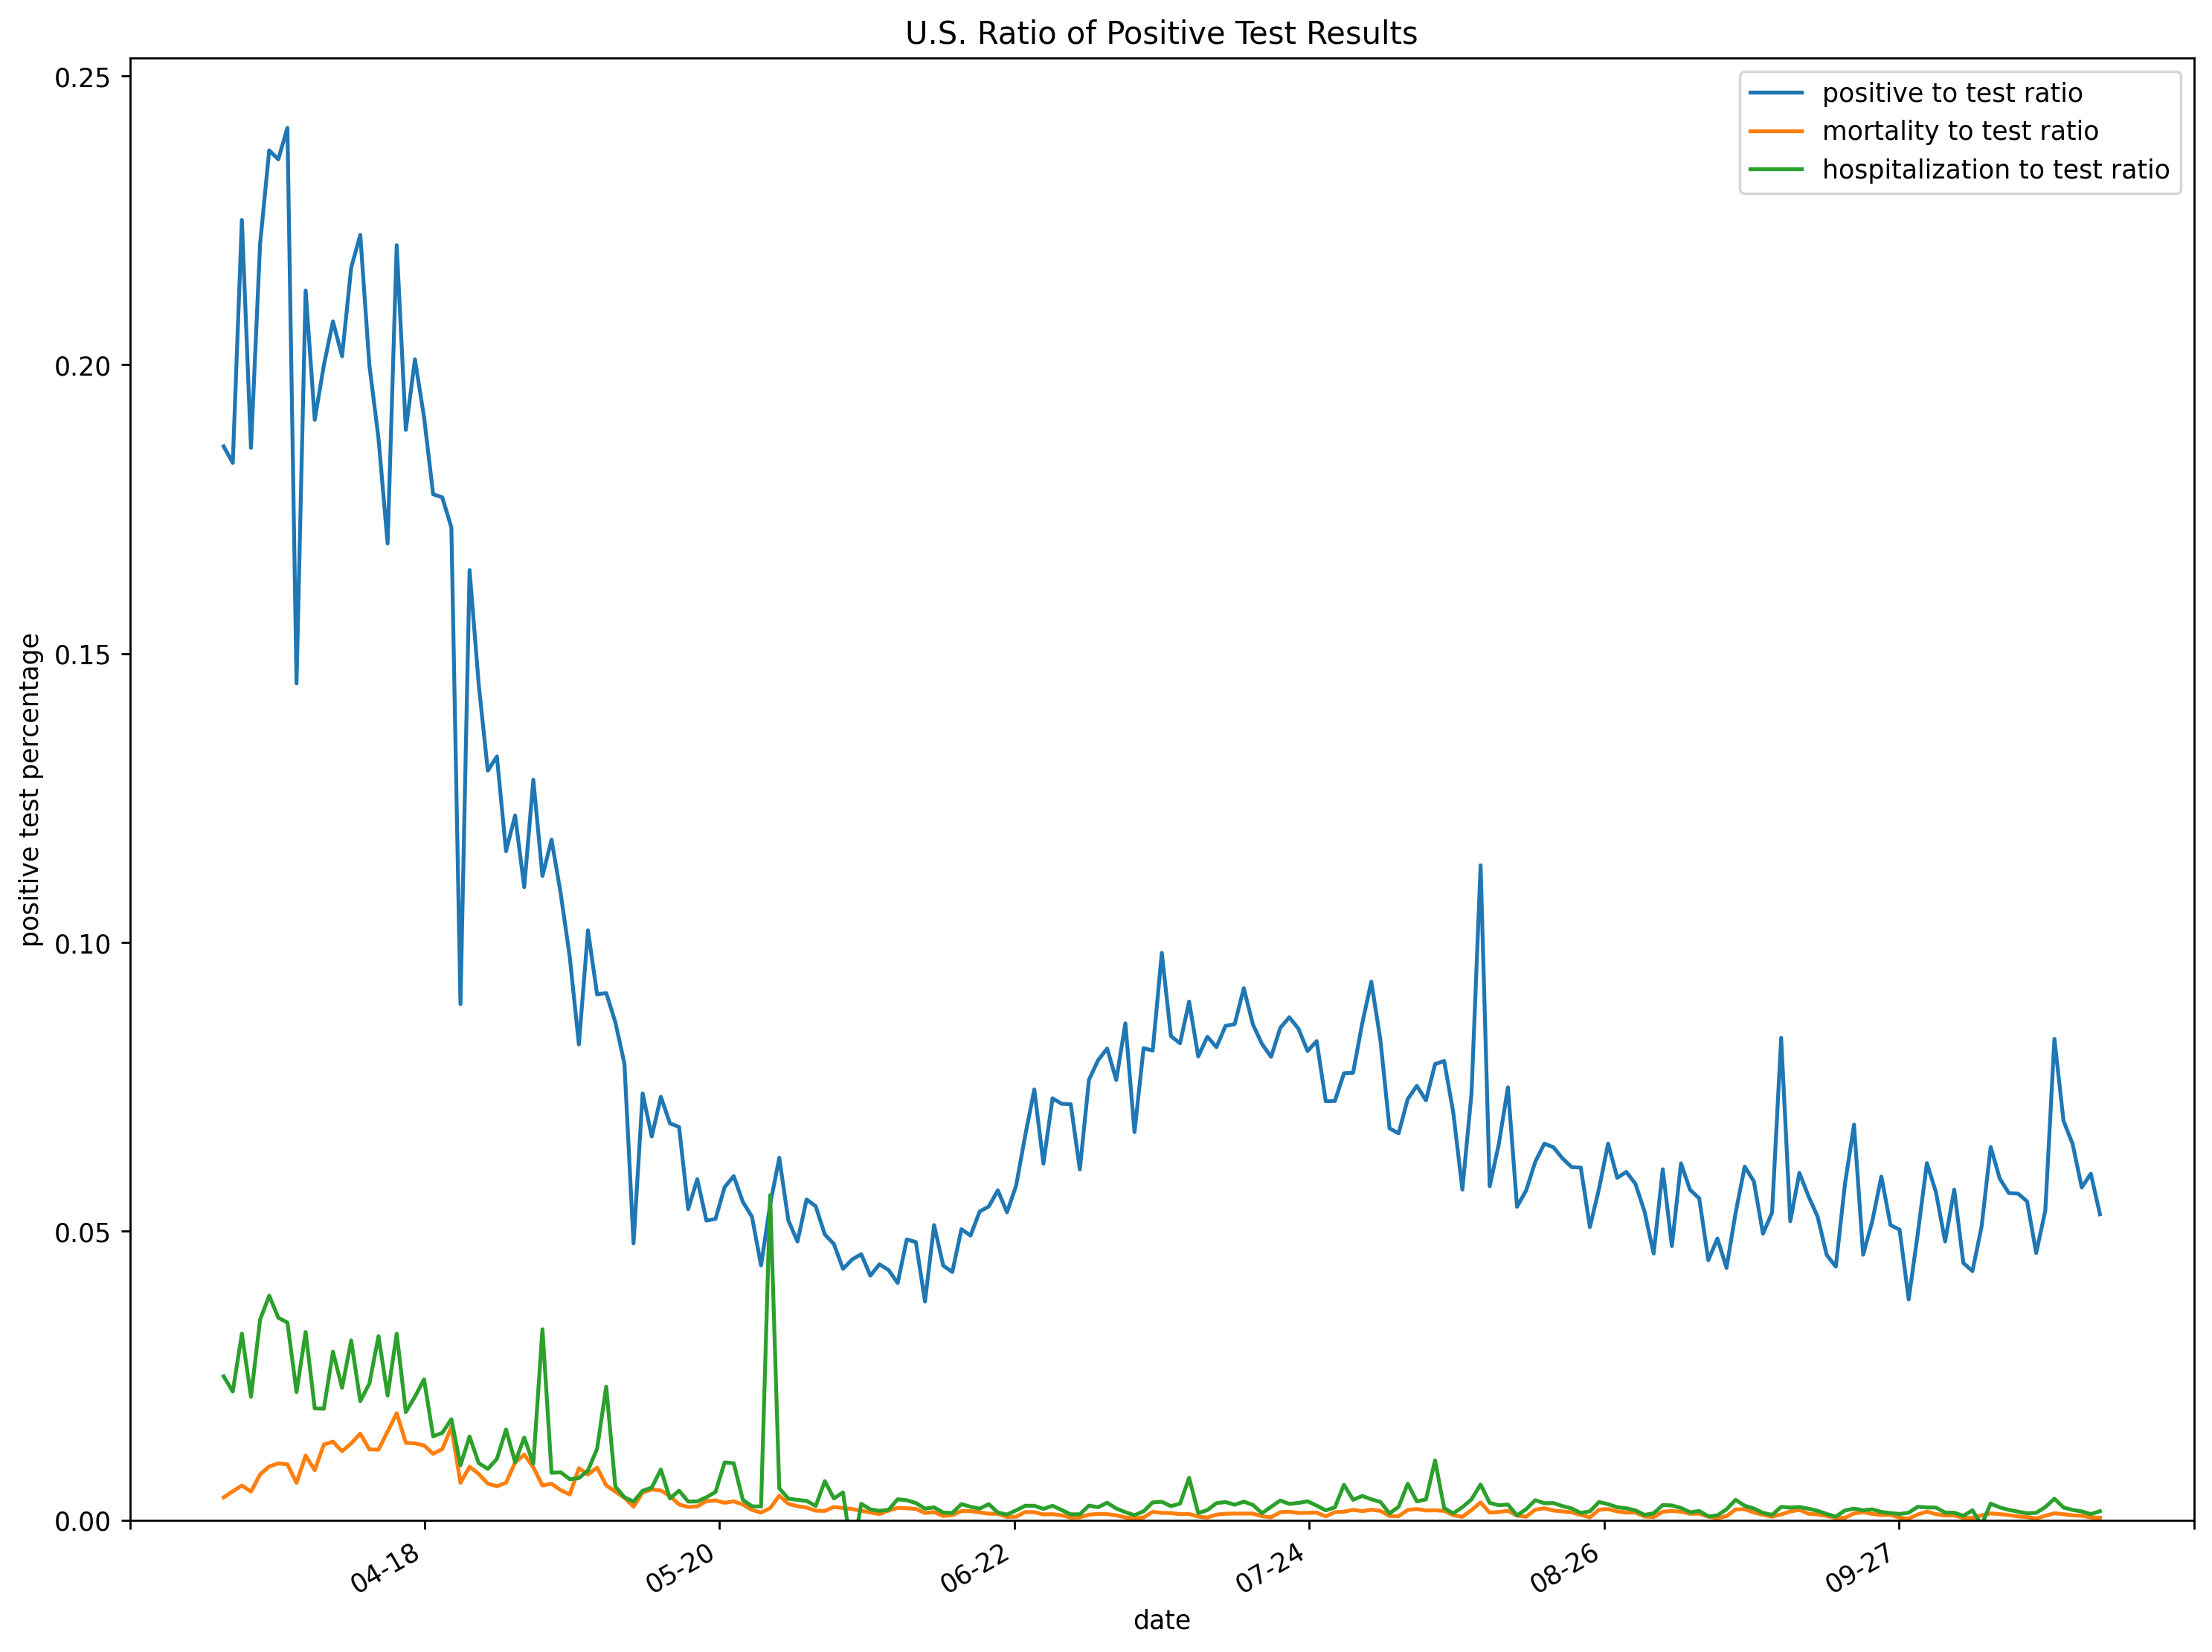 U.S. Ratio of Positive Test Results
positive to test ratio
mortality to test ratio
hospitalization to test ratio
positive test percentage
0.25
0.20
0.15
0.10
0.05
0.00
04-18
05-20
06-22
07-24
08-26
09-27
date